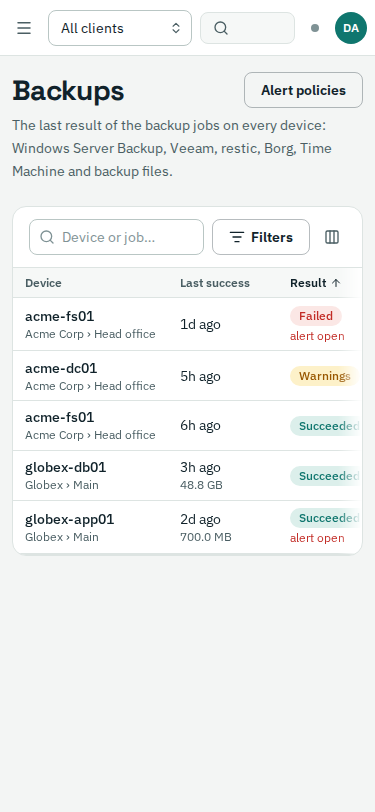 All clients
DA
Backups
Alert policies
The last result of the backup jobs on every device:
Windows Server Backup, Veeam, restic, Borg, Time
Machine and backup files.
Device or job...
Filters
Device Last success Result ↑
acme-fs01
Acme Corp › Head office
1d ago
Failed
alert open
acme-dc01
Acme Corp › Head office
5h ago
Warnings
acme-fs01
Acme Corp › Head office
6h ago
Succeeded
globex-db01
Globex › Main
3h ago
48.8 GB
Succeeded
globex-app01
Globex › Main
2d ago
700.0 MB
Succeeded
alert open